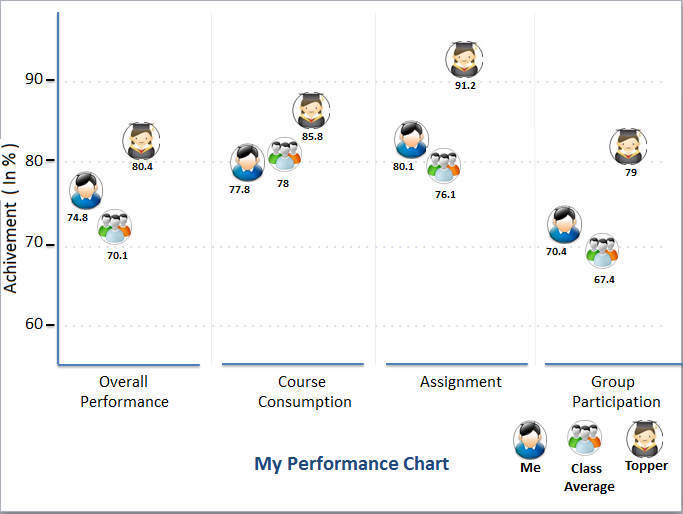 Achivement ( In % )
90
80
70
60
74.8
70.1
80.4
77.8
78
85.8
80.1
76.1
91.2
70.4
67.4
79
Overall
Performance
Course
Consumption
Assignment
Group
Participation
My Performance Chart
Me
Class
Average
Topper